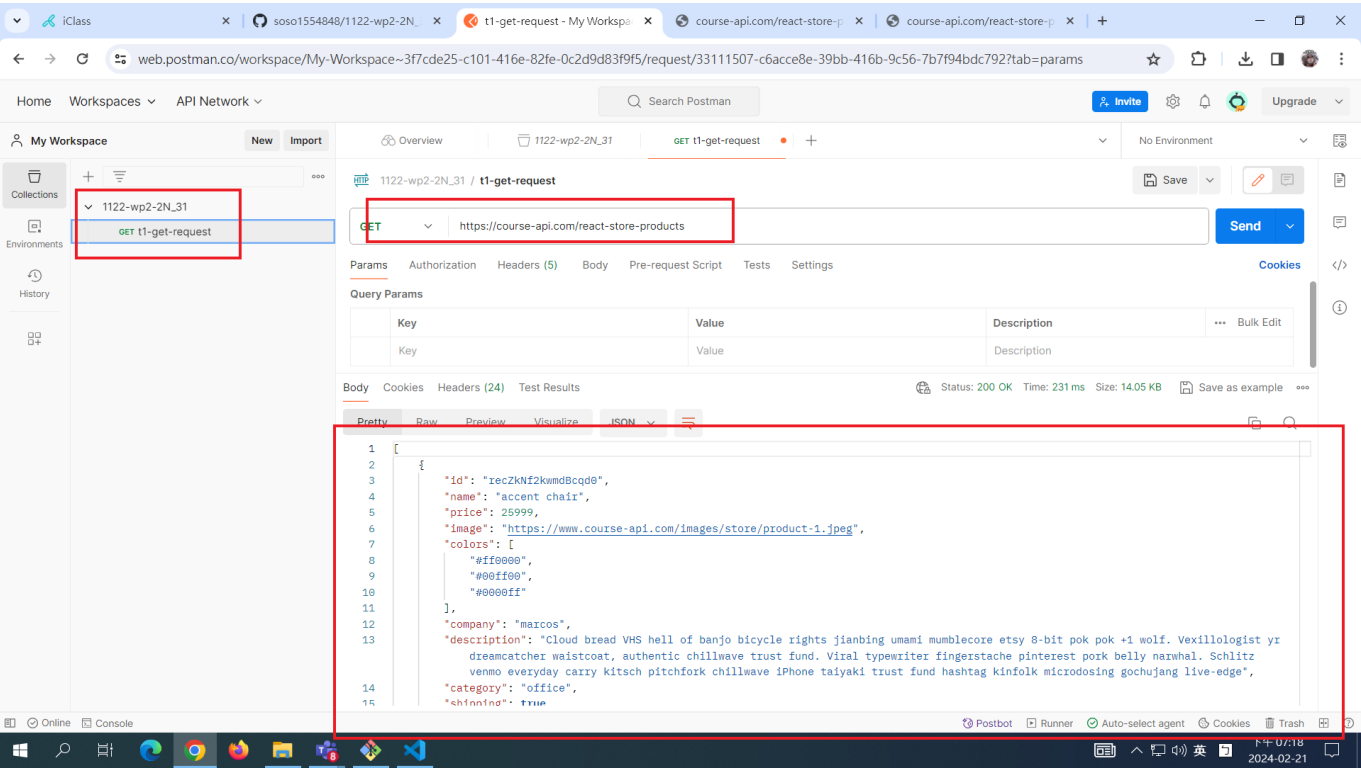 iClass
soso1554848/1122-wp2-2N_
t1-get-request - My Workspa
course-api.com/react-store-p
course-api.com/react-store-p
web.postman.co/workspace/My-Workspace~3f7cde25-c101-416e-82fe-0c2d9d83f9f5/request/33111507-c6acce8e-39bb-416b-9c56-7b7f94bdc792?tab=params
Home Workspaces API Network Search Postman Invite Upgrade
My Workspace New Import Overview 1122-wp2-2N_31 GET t1-get-request No Environment
Collections
1122-wp2-2N_31 / t1-get-request Save
1122-wp2-2N_31
GET t1-get-request
Environments
History
GET https://course-api.com/react-store-products Send
Params Authorization Headers (5) Body Pre-request Script Tests Settings Cookies
Query Params
Key Value Description Bulk Edit
Key Value Description
Body Cookies Headers (24) Test Results Status: 200 OK Time: 231 ms Size: 14.05 KB Save as example
Pretty Raw Preview Visualize JSON
1 [
2 {
3 "id": "recZkNf2kwmdBcqd0",
4 "name": "accent chair",
5 "price": 25999,
6 "image": "https://www.course-api.com/images/store/product-1.jpeg",
7 "colors": [
8 "#ff0000",
9 "#00ff00",
10 "#0000ff"
11 ],
12 "company": "marcos",
13 "description": "Cloud bread VHS hell of banjo bicycle rights jianbing umami mumblecore etsy 8-bit pok pok +1 wolf. Vexillologist yr
dreamcatcher waistcoat, authentic chillwave trust fund. Viral typewriter fingerstache pinterest pork belly narwhal. Schlitz
venmo everyday carry kitsch pitchfork chillwave iPhone taiyaki trust fund hashtag kinfolk microdosing gochujang live-edge",
14 "category": "office",
15 "shipping": true
Online Console Postbot Runner Auto-select agent Cookies Trash
8
英
下午 07:18
2024-02-21